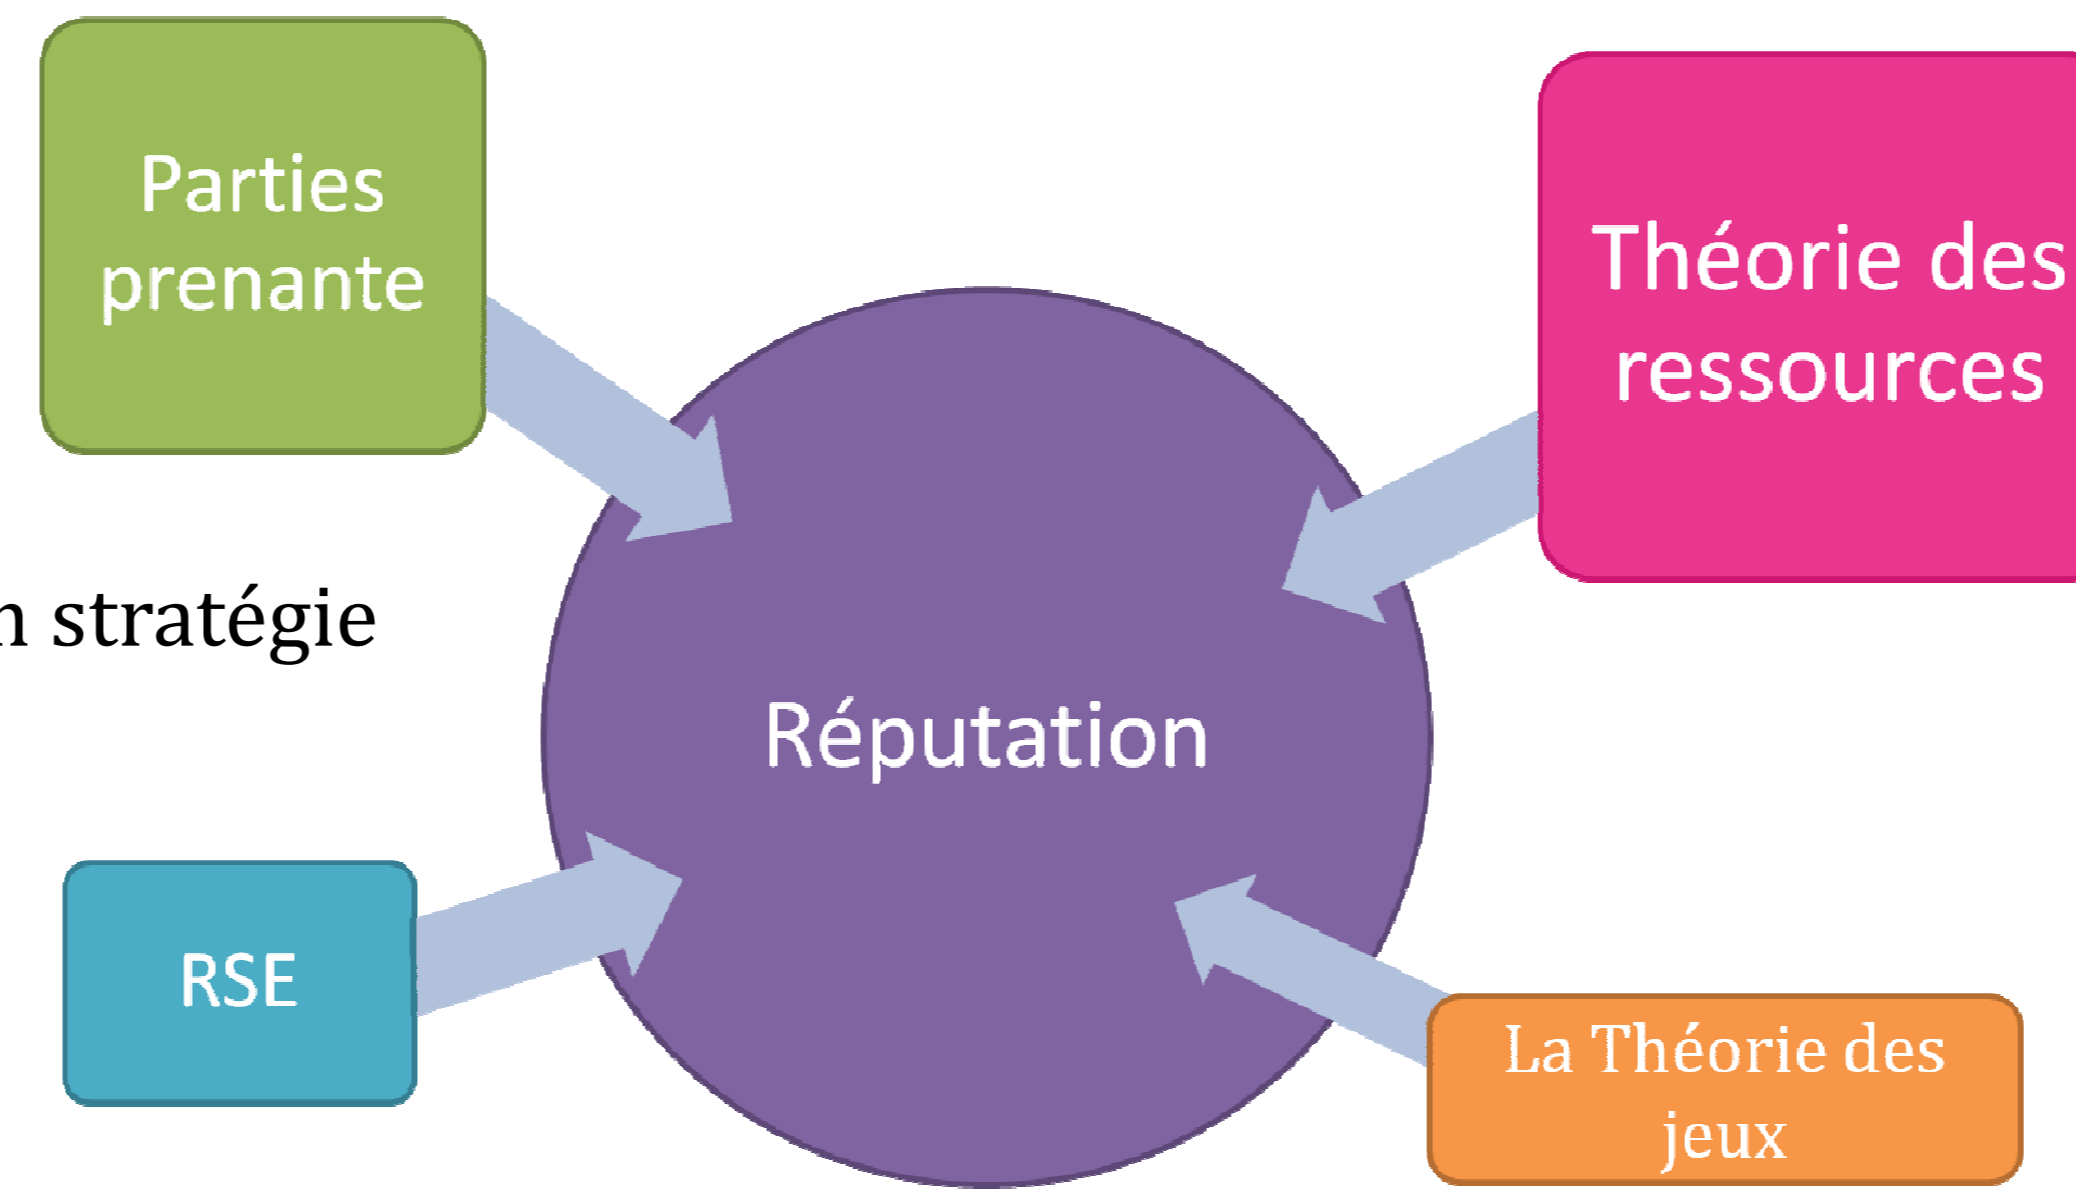 Parties
prenante
Théorie des
ressources
n stratégie
Réputation
RSE
La Théorie des
jeux